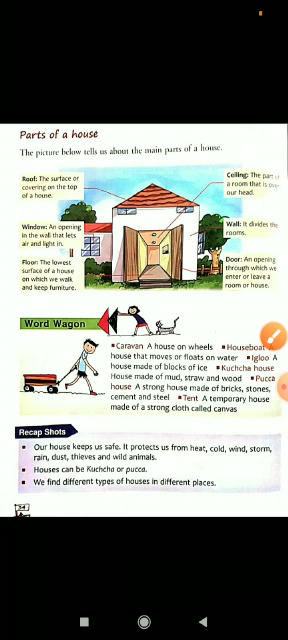 Parts of a house
The picture below tells us about the main parts of a house.
Roof: The surface or
covering on the top
of a house.
Ceiling: The part
a room that is
our head.
Window: An opening
in the wall that lets
air and light in.
Wall: It divides the
rooms.
Floor: The lowest
surface of a house
on which we walk
and keep furniture.
Door: An opening
through which we
enter or leave a
room or house.
Word Wagon
▪Caravan A house on wheels ▪Houseboat A
house that moves or floats on water ▪Igloo A
house made of blocks of ice ▪Kuchcha house
House made of mud, straw and wood ▪Pucca
house A strong house made of bricks, stones,
cement and steel ▪Tent A temporary house
made of a strong cloth called canvas
Recap Shots
▪ Our house keeps us safe. It protects us from heat, cold, wind, storm,
rain, dust, thieves and wild animals.
▪ Houses can be Kuchcha or pucca.
▪ We find different types of houses in different places.